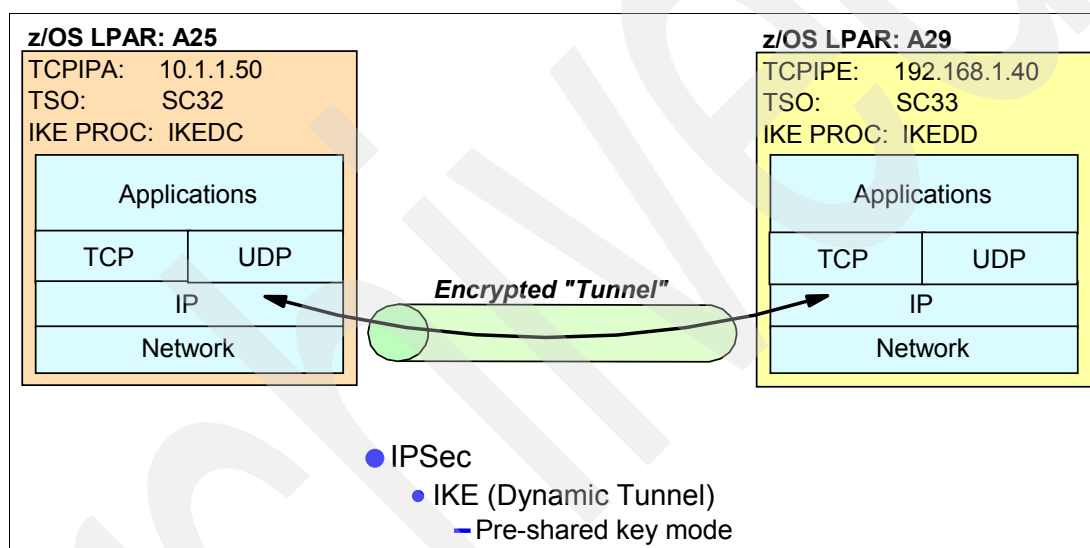 z/OS LPAR: A25
TCPIPA: 10.1.1.50
TSO: SC32
IKE PROC: IKEDC
Applications
TCP UDP
IP
Network
Encrypted "Tunnel"
z/OS LPAR: A29
TCPIPE: 192.168.1.40
TSO: SC33
IKE PROC: IKEDD
Applications
TCP UDP
IP
Network
IPSec
IKE (Dynamic Tunnel)
Pre-shared key mode